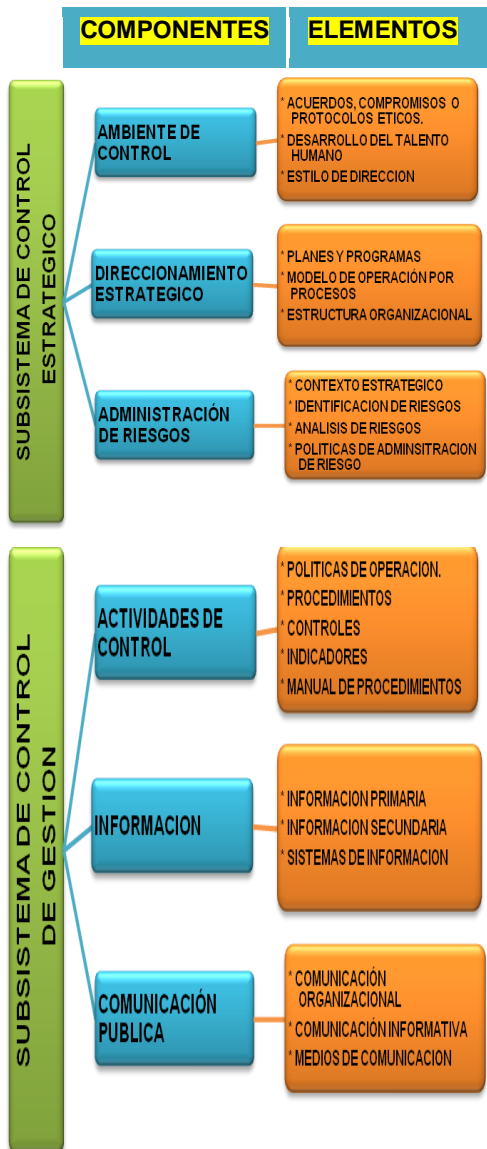 COMPONENTES
ELEMENTOS
SUBSISTEMA DE CONTROL
ESTRATEGICO
AMBIENTE DE
CONTROL
* ACUERDOS, COMPROMISOS O
PROTOCOLOS ETICOS.
* DESARROLLO DEL TALENTO
HUMANO
* ESTILO DE DIRECCION
DIRECCIONAMIENTO
ESTRATEGICO
* PLANES Y PROGRAMAS
* MODELO DE OPERACIÓN POR
PROCESOS
* ESTRUCTURA ORGANIZACIONAL
ADMINISTRACIÓN
DE RIESGOS
* CONTEXTO ESTRATEGICO
* IDENTIFICACION DE RIESGOS
* ANALISIS DE RIESGOS
* POLITICAS DE ADMINSITRACION
DE RIESGO
SUBSISTEMA DE CONTROL
DE GESTION
ACTIVIDADES DE
CONTROL
* POLITICAS DE OPERACION.
* PROCEDIMIENTOS
* CONTROLES
* INDICADORES
* MANUAL DE PROCEDIMIENTOS
INFORMACION
* INFORMACION PRIMARIA
* INFORMACION SECUNDARIA
* SISTEMAS DE INFORMACION
COMUNICACIÓN
PUBLICA
* COMUNICACIÓN
ORGANIZACIONAL
* COMUNICACIÓN INFORMATIVA
* MEDIOS DE COMUNICACION